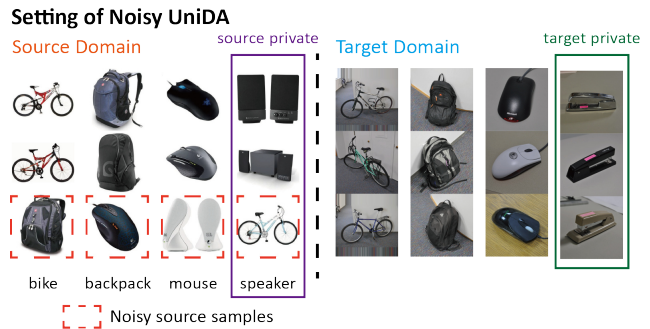 Setting of Noisy UniDA
source private
target private
Source Domain
Target Domain
bike
backpack
mouse
speaker
Noisy source samples